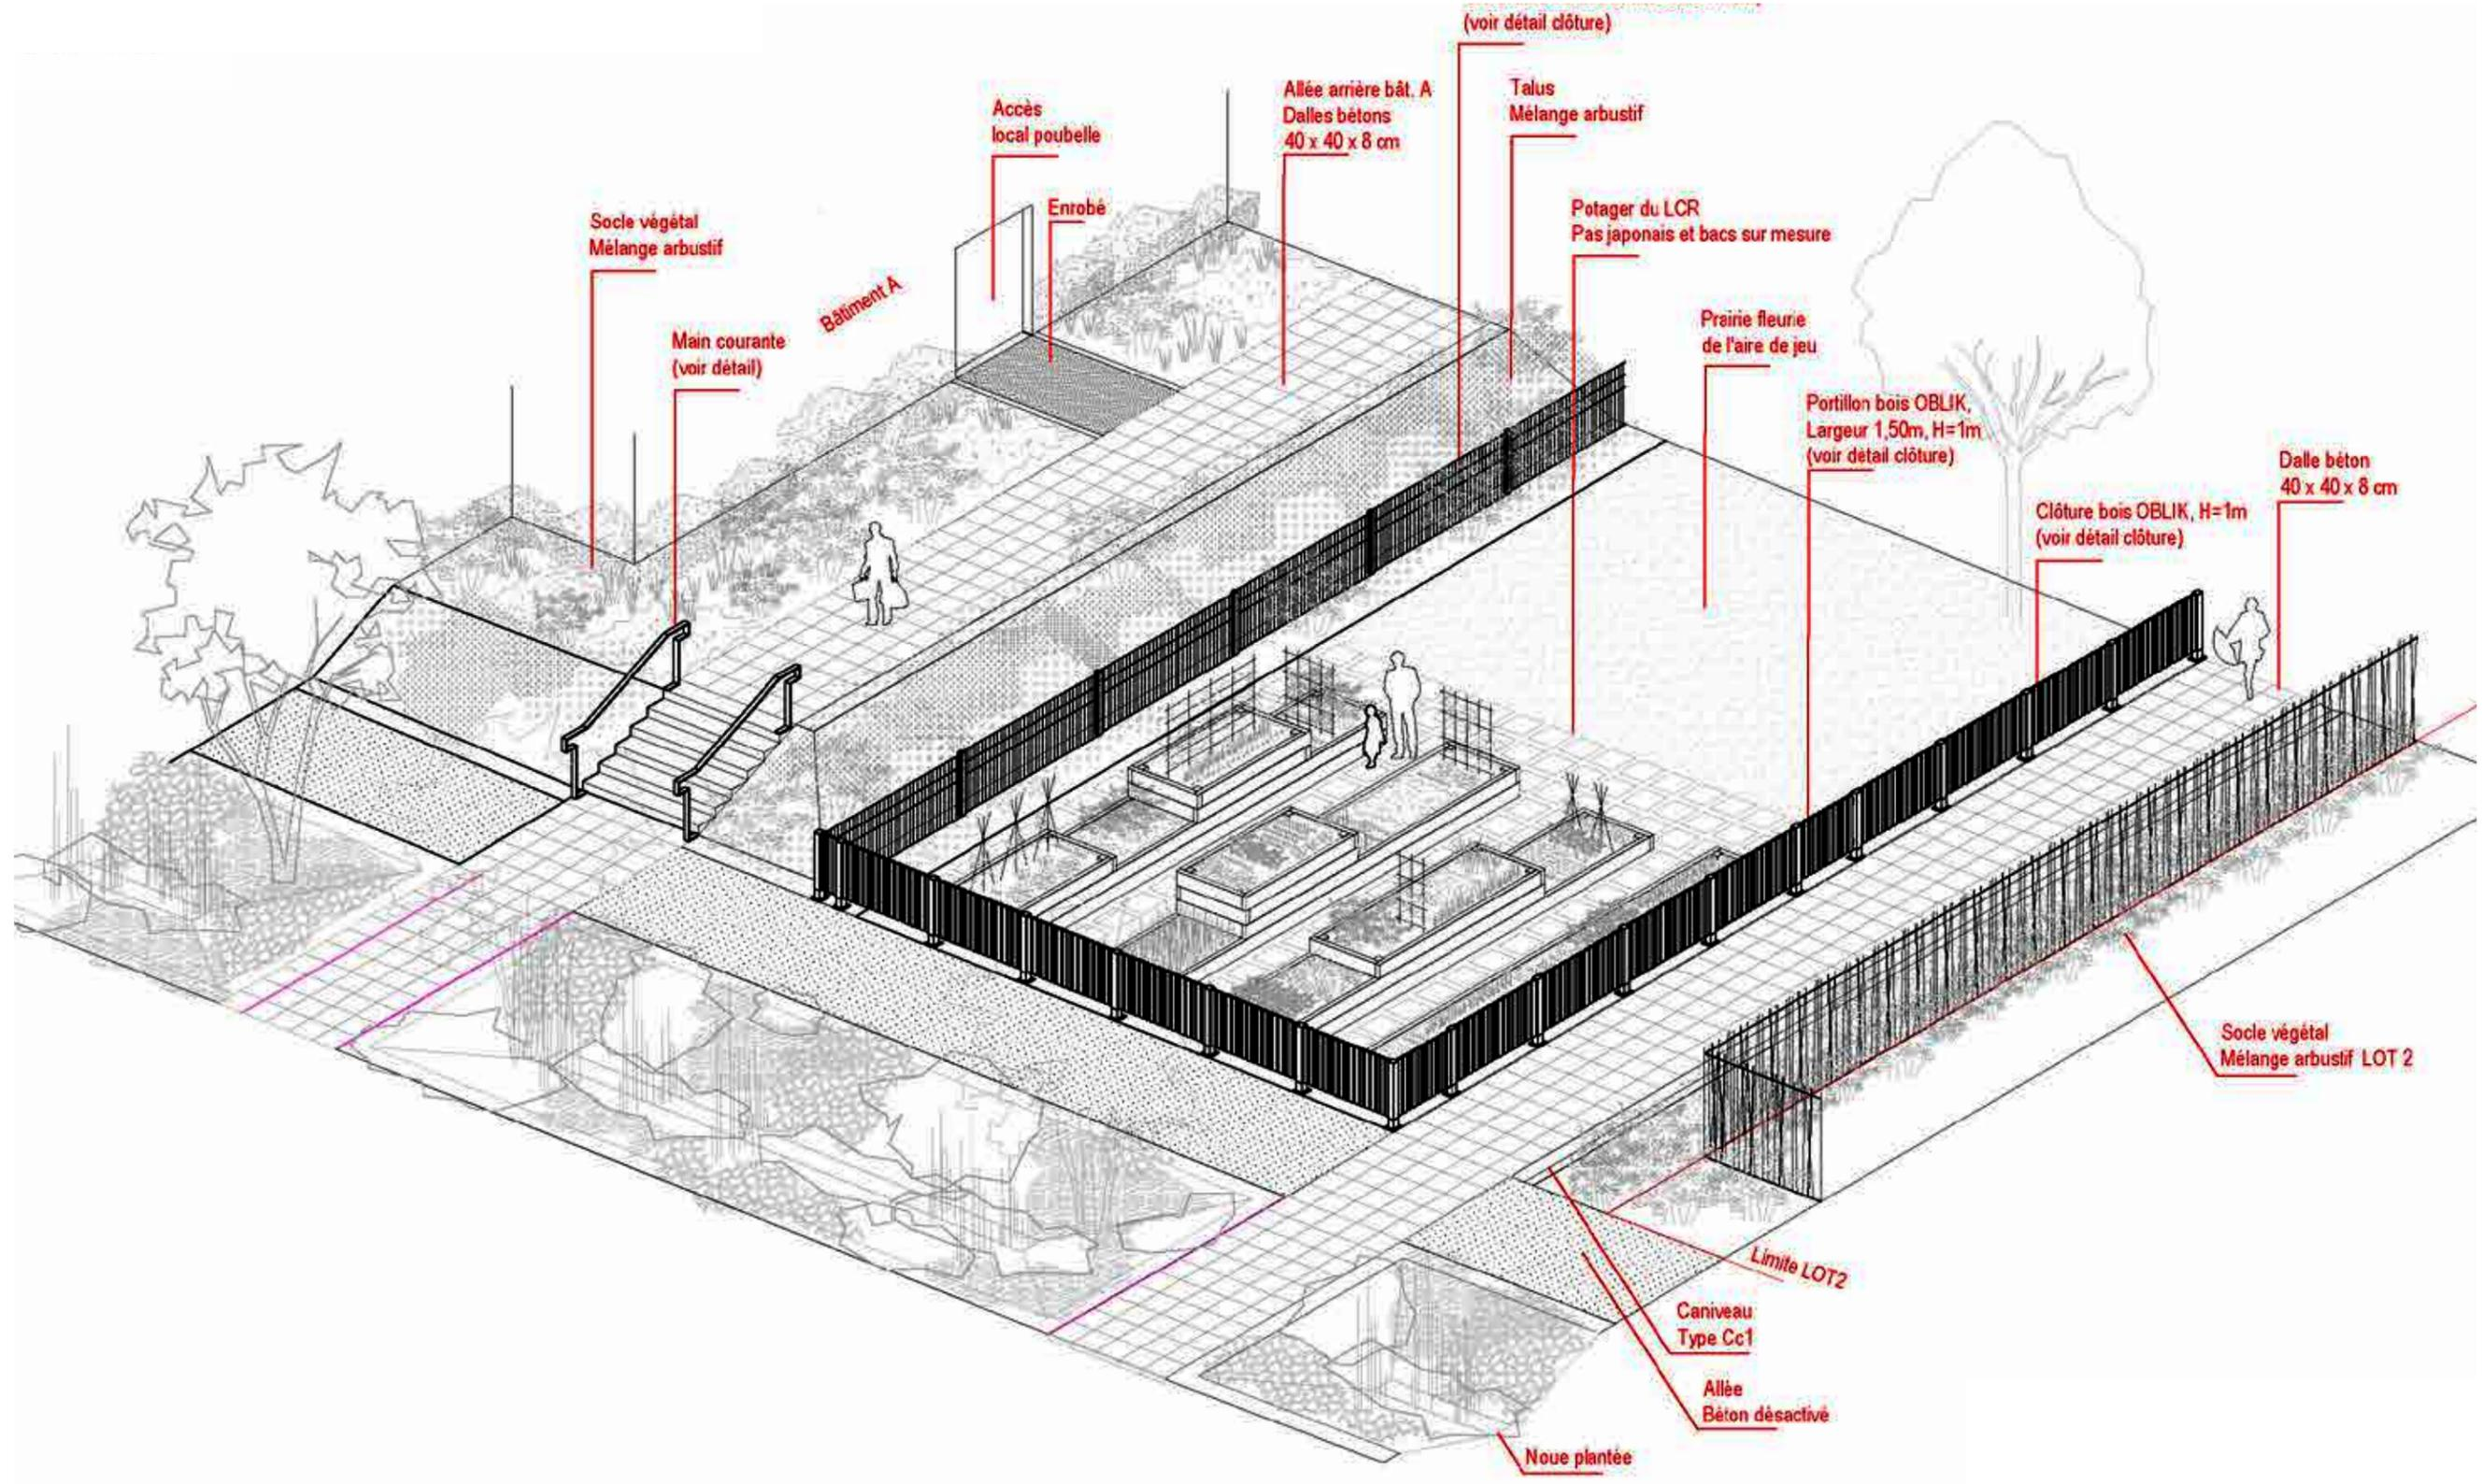 (voir détail clôture)
Allée arrière bât. A
Dalles bétons
40 x 40 x 8 cm
Talus
Mélange arbustif
Accès
local poubelle
Enrobé
Socle végétal
Mélange arbustif
Potager du LCR
Pas japonais et bacs sur mesure
Bâtiment A
Main courante
(voir détail)
Prairie fleurie
de l'aire de jeu
Portillon bois OBLIK,
Largeur 1,50m, H=1m
(voir détail clôture)
Dalle béton
40 x 40 x 8 cm
Clôture bois OBLIK, H=1m
(voir détail clôture)
Socle végétal
Mélange arbustif LOT 2
Limite LOT2
Caniveau
Type Cc1
Allée
Béton désactivé
Noue plantée